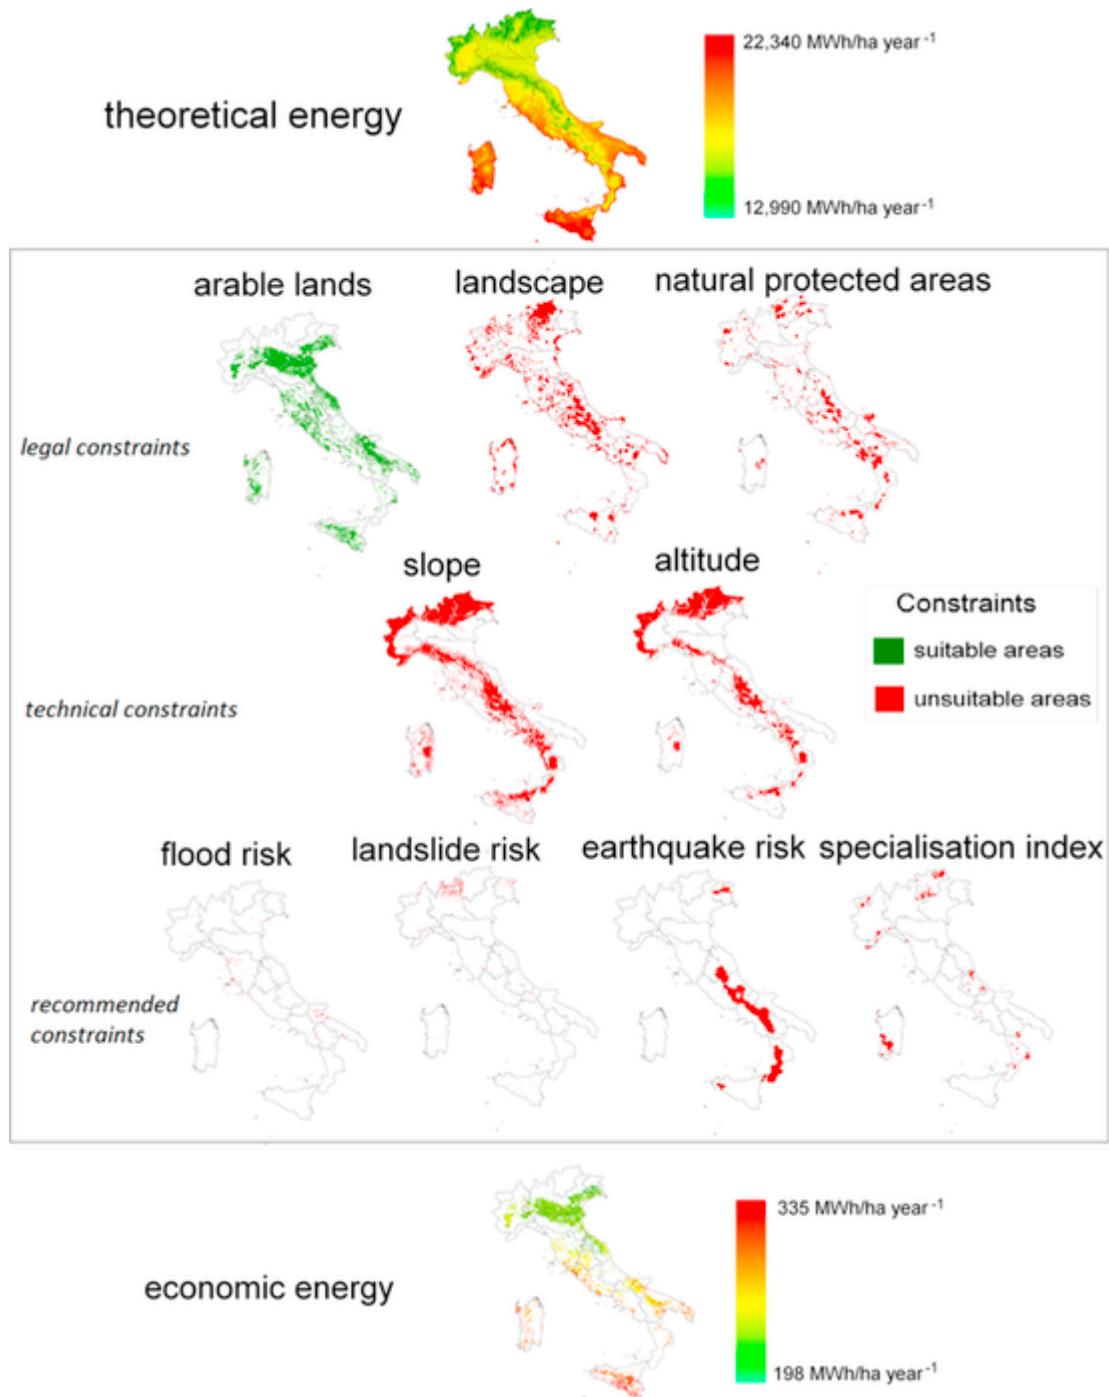 22,340 MWh/ha year⁻¹
theoretical energy
12,990 MWh/ha year⁻¹
arable lands
landscape
natural protected areas
legal constraints
slope
altitude
Constraints
suitable areas
unsuitable areas
technical constraints
flood risk
landslide risk
earthquake risk
specialisation index
recommended
constraints
335 MWh/ha year⁻¹
economic energy
198 MWh/ha year⁻¹